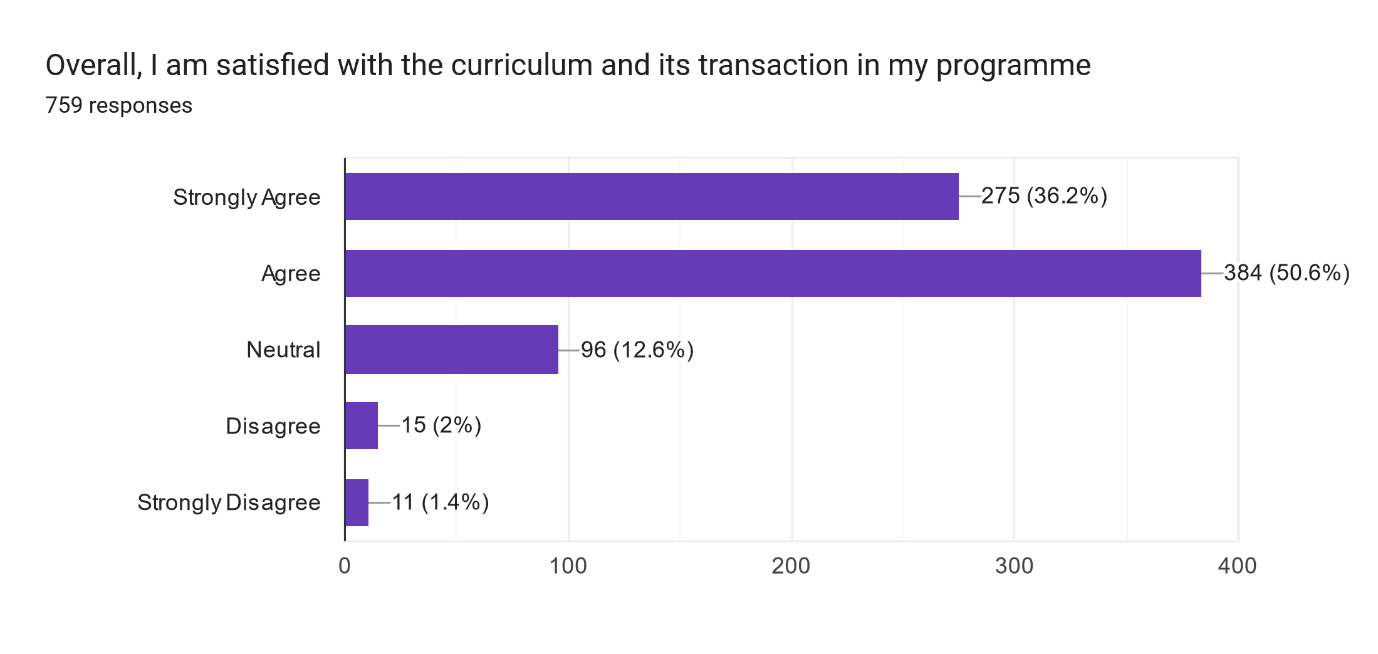 Overall, I am satisfied with the curriculum and its transaction in my programme
759 responses
Strongly Agree
275 (36.2%)
Agree
384 (50.6%)
Neutral
96 (12.6%)
Disagree
15 (2%)
Strongly Disagree
11 (1.4%)
0 100 200 300 400